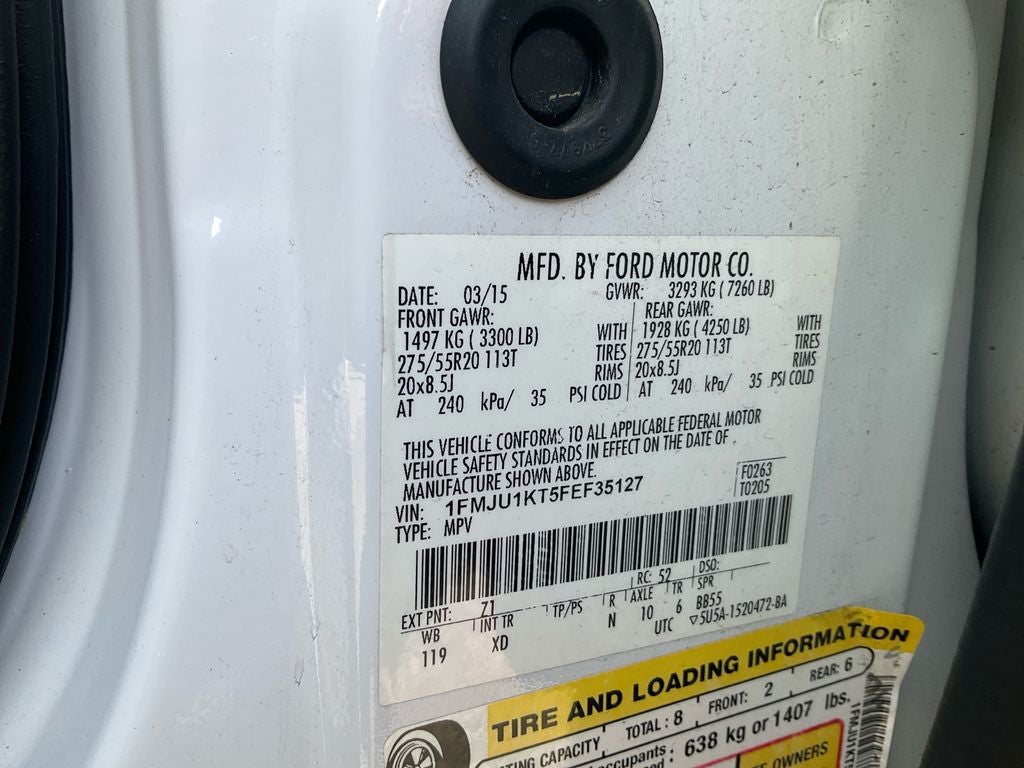 MFD. BY FORD MOTOR CO.
DATE: 03/15 GVWR: 3293 KG ( 7260 LB)
FRONT GAWR: REAR GAWR:
1497 KG ( 3300 LB) WITH 1928 KG ( 4250 LB) WITH
275/55R20 113T TIRES 275/55R20 113T TIRES
20x8.5J RIMS 20x8.5J RIMS
AT 240 kPa/ 35 PSI COLD AT 240 kPa/ 35 PSI COLD
THIS VEHICLE CONFORMS TO ALL APPLICABLE FEDERAL MOTOR
VEHICLE SAFETY STANDARDS IN EFFECT ON THE DATE OF
MANUFACTURE SHOWN ABOVE.
F0263
VIN: 1FMJU1KT5FEF35127
T0205
TYPE: MPV
EXT PNT: Z1 RC: 52 DSO:
WB INT TR TP/PS R AXLE TR SPR
119 XD N 10 6 BB55
UTC ▽5U5A-1520472-BA
TIRE AND LOADING INFORMATION
CAPACITY TOTAL : 8 FRONT: 2 REAR: 6
638 kg or 1407 lbs.
OWNERS